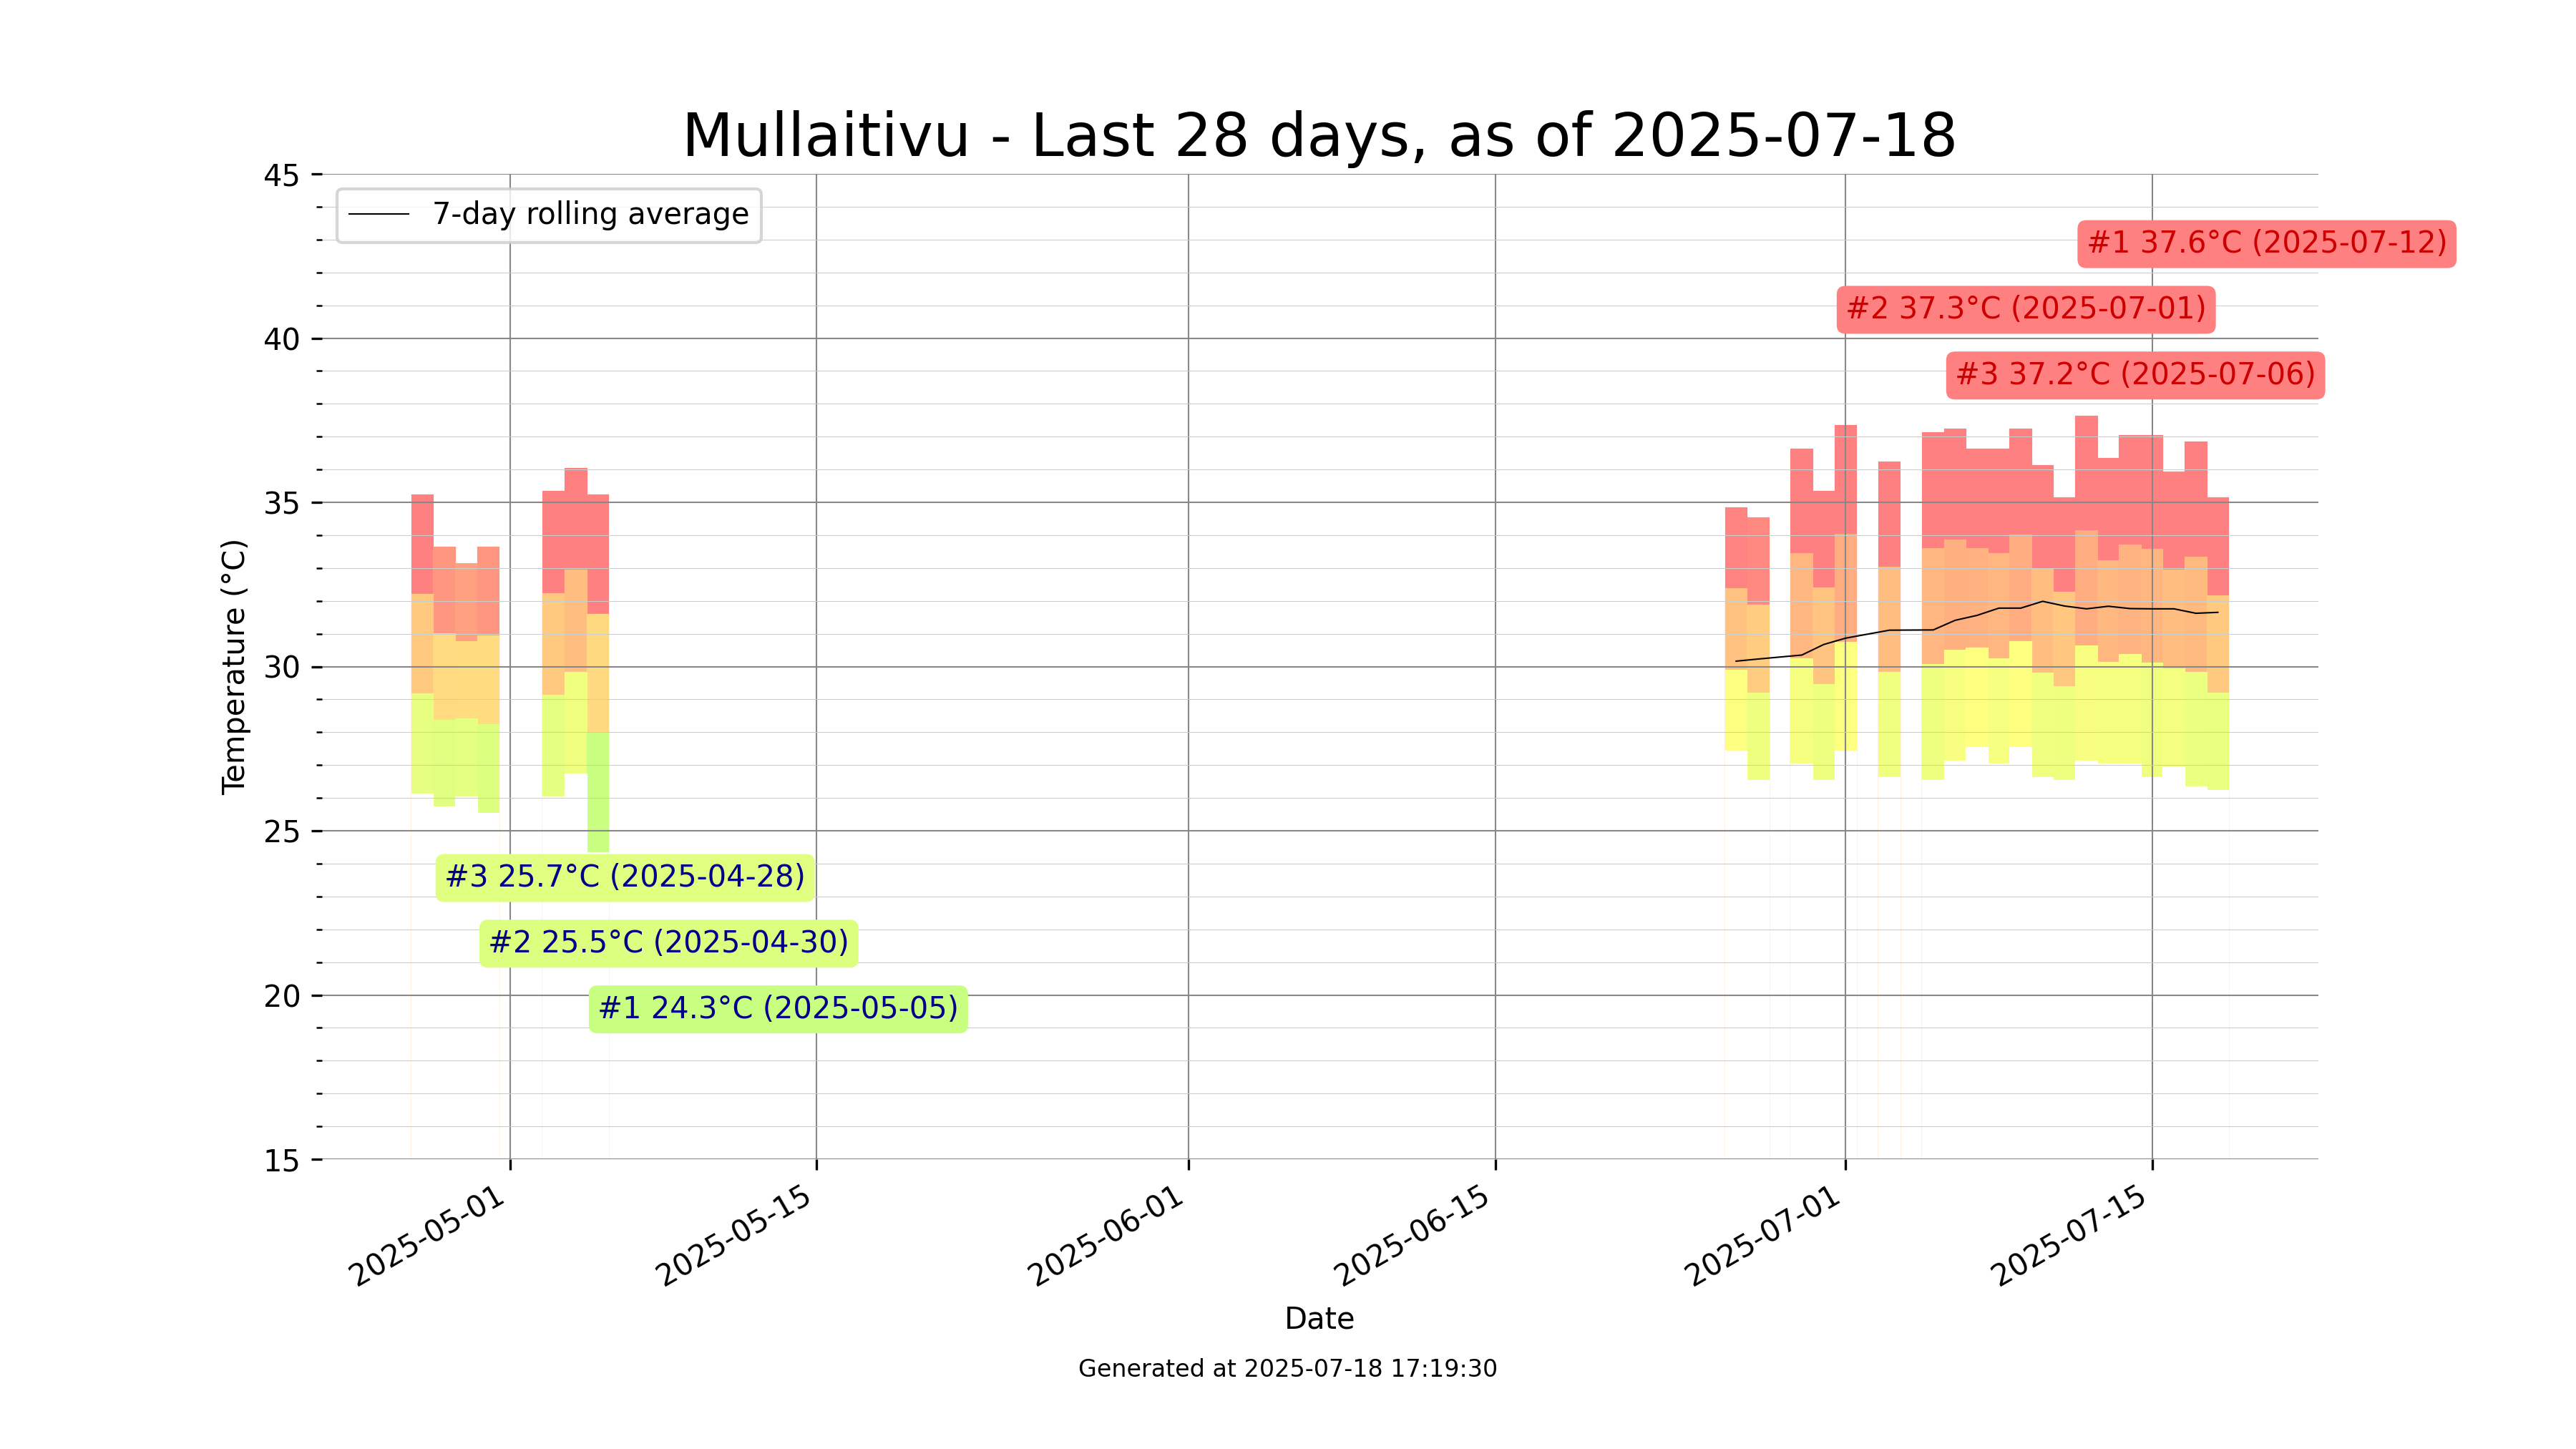 Mullaitivu - Last 28 days, as of 2025-07-18
45
7-day rolling average
#1 37.6°C (2025-07-12)
#2 37.3°C (2025-07-01)
40
#3 37.2°C (2025-07-06)
35
30
Temperature (°C)
25
#3 25.7°C (2025-04-28)
#2 25.5°C (2025-04-30)
20
#1 24.3°C (2025-05-05)
15
2025-05-01
2025-05-15
2025-06-01
2025-06-15
2025-07-01
2025-07-15
Date
Generated at 2025-07-18 17:19:30